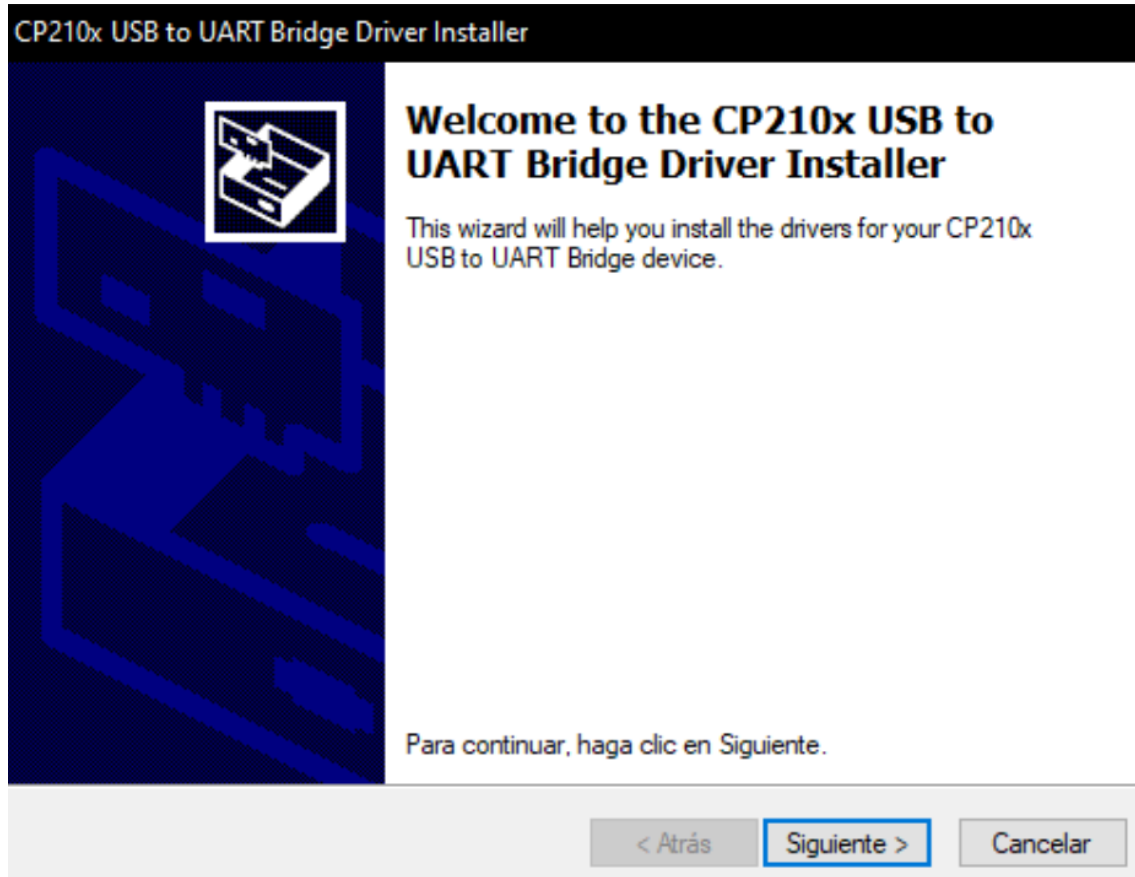 CP210x USB to UART Bridge Driver Installer
Welcome to the CP210x USB to
UART Bridge Driver Installer
This wizard will help you install the drivers for your CP210x
USB to UART Bridge device.
Para continuar, haga clic en Siguiente.
< Atrás
Siguiente >
Cancelar